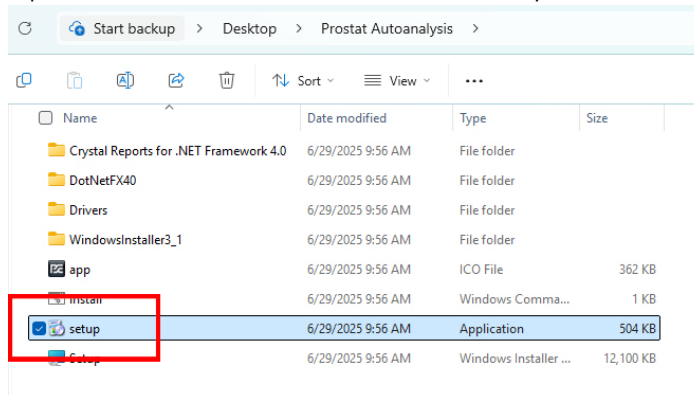 Start backup > Desktop > Prostat Autoanalysis >
Sort View ...
Name Date modified Type Size
Crystal Reports for .NET Framework 4.0 6/29/2025 9:56 AM File folder
DotNetFX40 6/29/2025 9:56 AM File folder
Drivers 6/29/2025 9:56 AM File folder
WindowsInstaller3_1 6/29/2025 9:56 AM File folder
app 6/29/2025 9:56 AM ICO File 362 KB
Install 6/29/2025 9:56 AM Windows Comma... 1 KB
setup 6/29/2025 9:56 AM Application 504 KB
Setup 6/29/2025 9:56 AM Windows Installer ... 12,100 KB